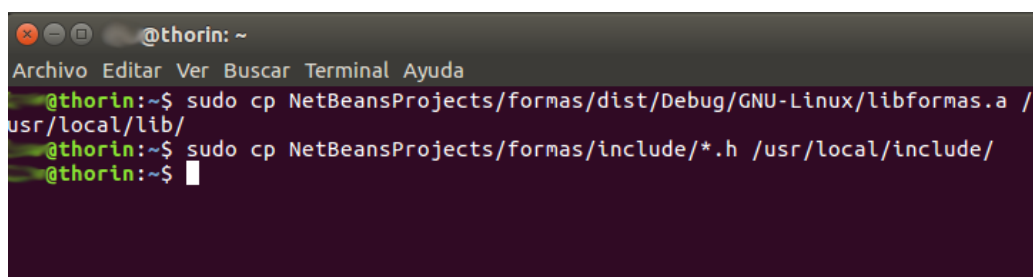 @thorin: ~
Archivo Editar Ver Buscar Terminal Ayuda
@thorin:~$ sudo cp NetBeansProjects/formas/dist/Debug/GNU-Linux/libformas.a /
usr/local/lib/
@thorin:~$ sudo cp NetBeansProjects/formas/include/*.h /usr/local/include/
@thorin:~$